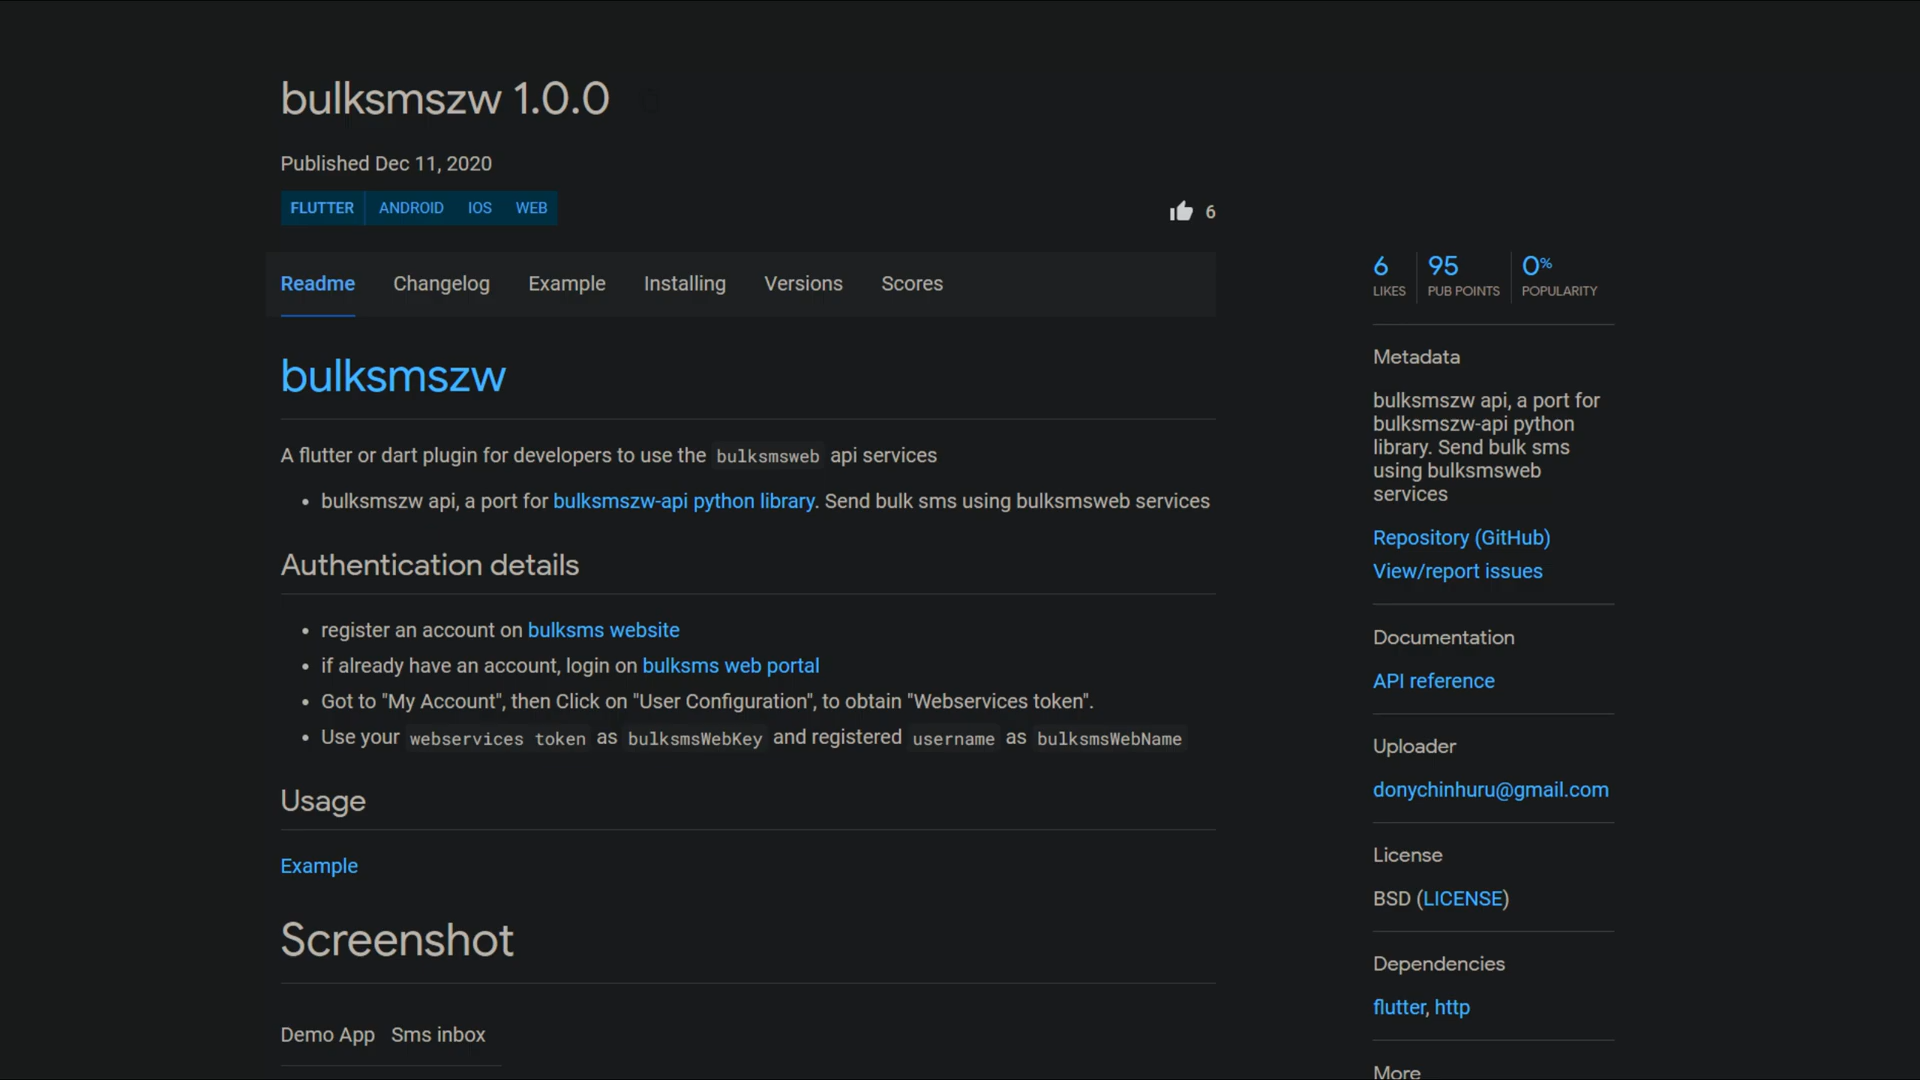 bulksmszw 1.0.0
Published Dec 11, 2020
FLUTTER ANDROID IOS WEB
6
Readme Changelog Example Installing Versions Scores
bulksmszw
A flutter or dart plugin for developers to use the bulksmsweb api services
• bulksmszw api, a port for bulksmszw-api python library. Send bulk sms using bulksmsweb services
Authentication details
• register an account on bulksms website
• if already have an account, login on bulksms web portal
• Got to "My Account", then Click on "User Configuration", to obtain "Webservices token".
• Use your webservices token as bulksmsWebKey and registered username as bulksmsWebName
Usage
Example
Screenshot
Demo App Sms inbox
6 95 0%
LIKES PUB POINTS POPULARITY
Metadata
bulksmszw api, a port for
bulksmszw-api python
library. Send bulk sms
using bulksmsweb
services
Repository (GitHub)
View/report issues
Documentation
API reference
Uploader
donychinhuru@gmail.com
License
BSD (LICENSE)
Dependencies
flutter, http
More